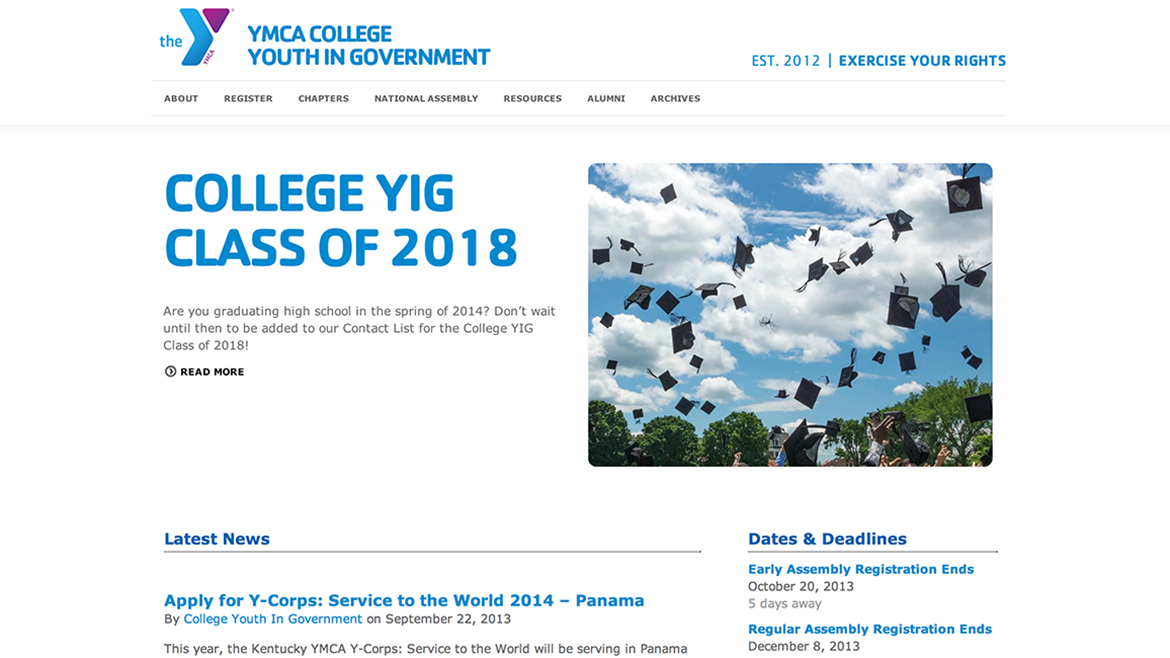 the
YMCA
YMCA COLLEGE
YOUTH IN GOVERNMENT
EST. 2012 | EXERCISE YOUR RIGHTS
ABOUT REGISTER CHAPTERS NATIONAL ASSEMBLY RESOURCES ALUMNI ARCHIVES
COLLEGE YIG
CLASS OF 2018
Are you graduating high school in the spring of 2014? Don’t wait
until then to be added to our Contact List for the College YIG
Class of 2018!
READ MORE
Latest News
Apply for Y-Corps: Service to the World 2014 – Panama
By College Youth In Government on September 22, 2013
This year, the Kentucky YMCA Y-Corps: Service to the World will be serving in Panama
Dates & Deadlines
Early Assembly Registration Ends
October 20, 2013
5 days away
Regular Assembly Registration Ends
December 8, 2013